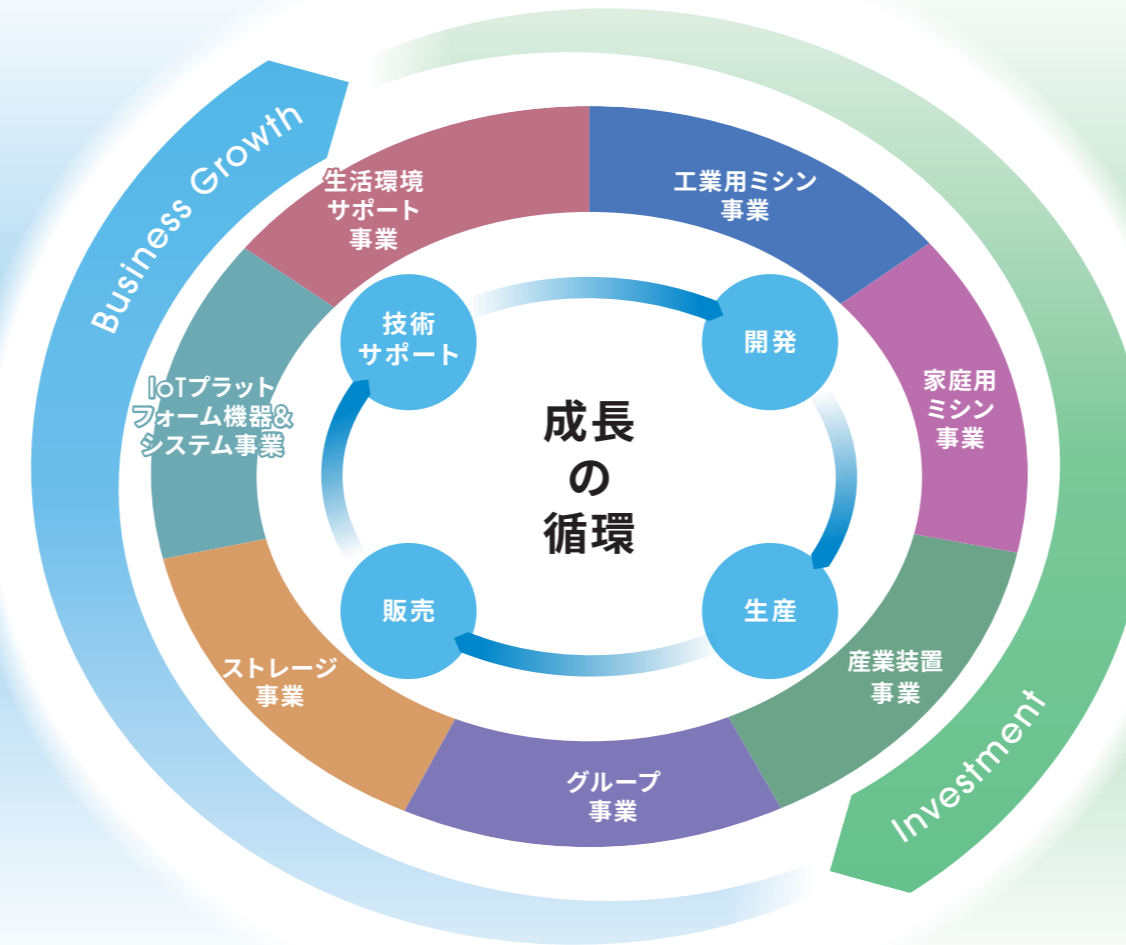 Business Growth
生活環境
サポート
事業
工業用ミシン
事業
技術
サポート
開発
IoTプラット
フォーム機器&
システム事業
家庭用
ミシン
事業
成長
の
循環
販売
生産
ストレージ
事業
産業装置
事業
グループ
事業
Investment